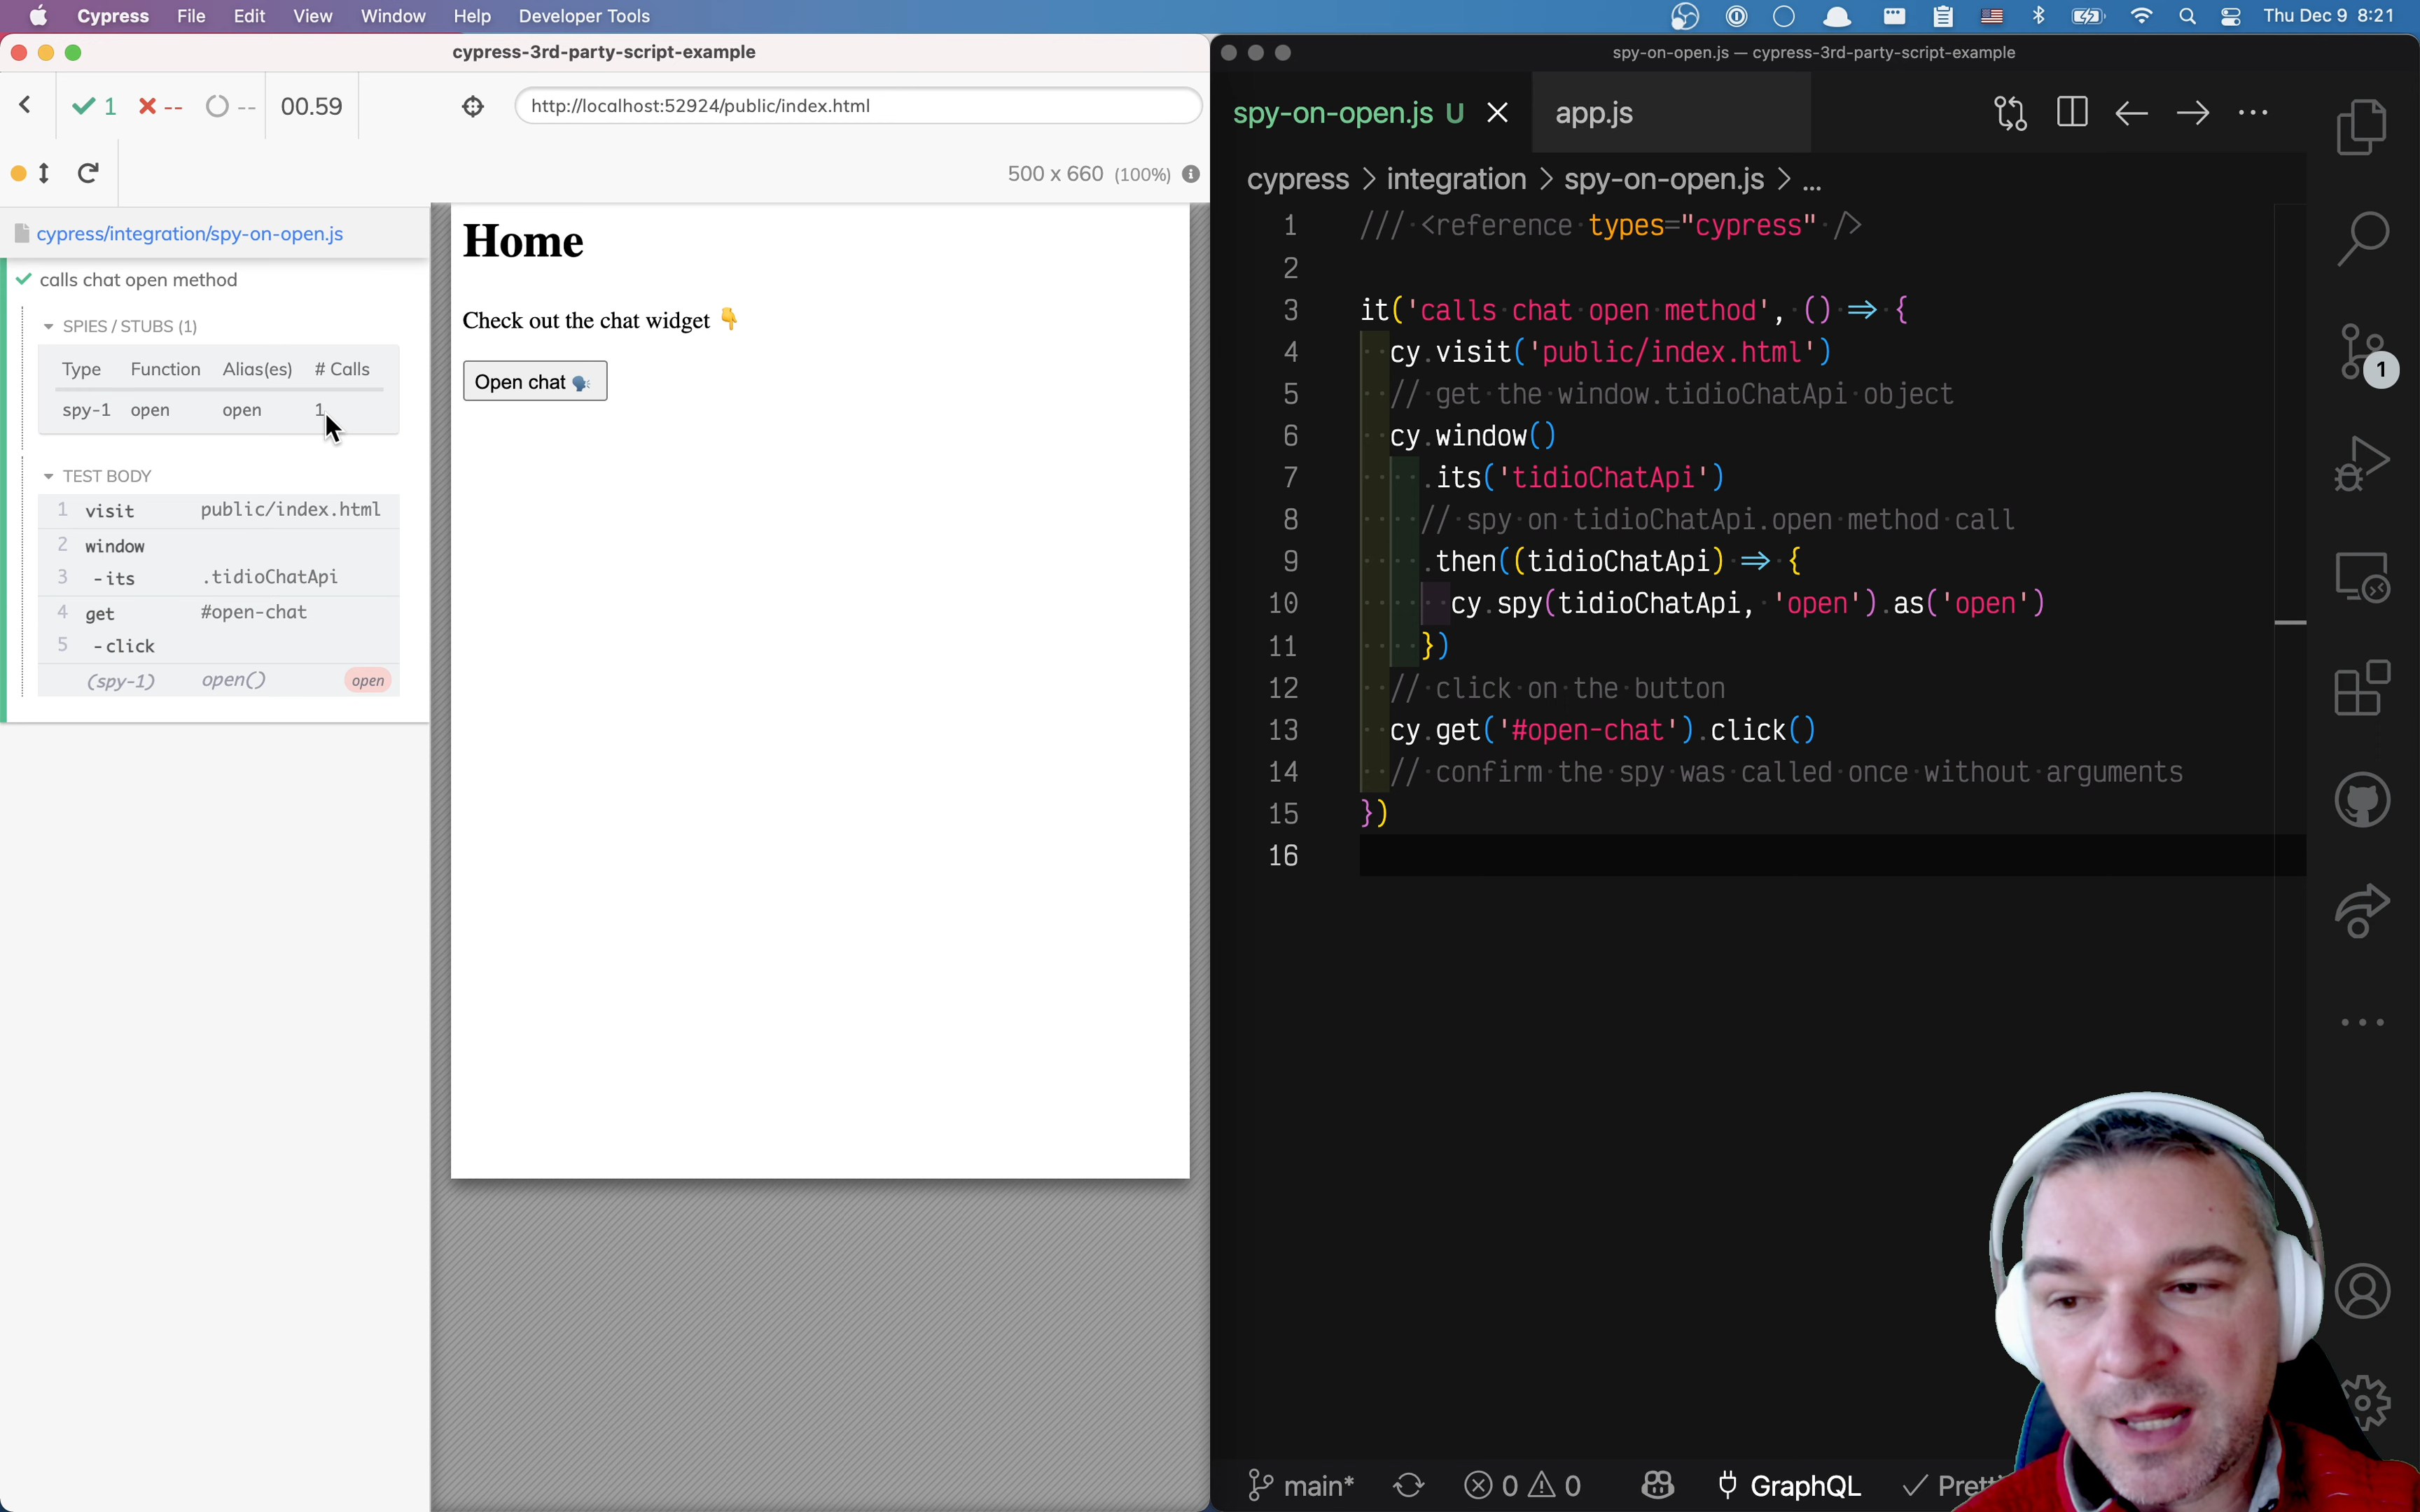 Cypress File Edit View Window Help Developer Tools Thu Dec 9 8:21
cypress-3rd-party-script-example
1 -- -- 00.59 http://localhost:52924/public/index.html
500 x 660 (100%)
cypress/integration/spy-on-open.js
calls chat open method
SPIES / STUBS (1)
Type Function Alias(es) # Calls
spy-1 open open 1
TEST BODY
1 visit public/index.html
2 window
3 -its .tidioChatApi
4 get #open-chat
5 -click
(spy-1) open() open
Home
Check out the chat widget 👇
Open chat 🗣
spy-on-open.js — cypress-3rd-party-script-example
spy-on-open.js U app.js
cypress > integration > spy-on-open.js > ...
1 /// <reference types="cypress" />
2
3 it('calls chat open method', () => {
4 cy.visit('public/index.html')
5 // get the window.tidioChatApi object
6 cy.window()
7 .its('tidioChatApi')
8 // spy on tidioChatApi.open method call
9 .then((tidioChatApi) => {
10 cy.spy(tidioChatApi, 'open').as('open')
11 })
12 // click on the button
13 cy.get('#open-chat').click()
14 // confirm the spy was called once without arguments
15 })
16
1
main* 0 0 GraphQL